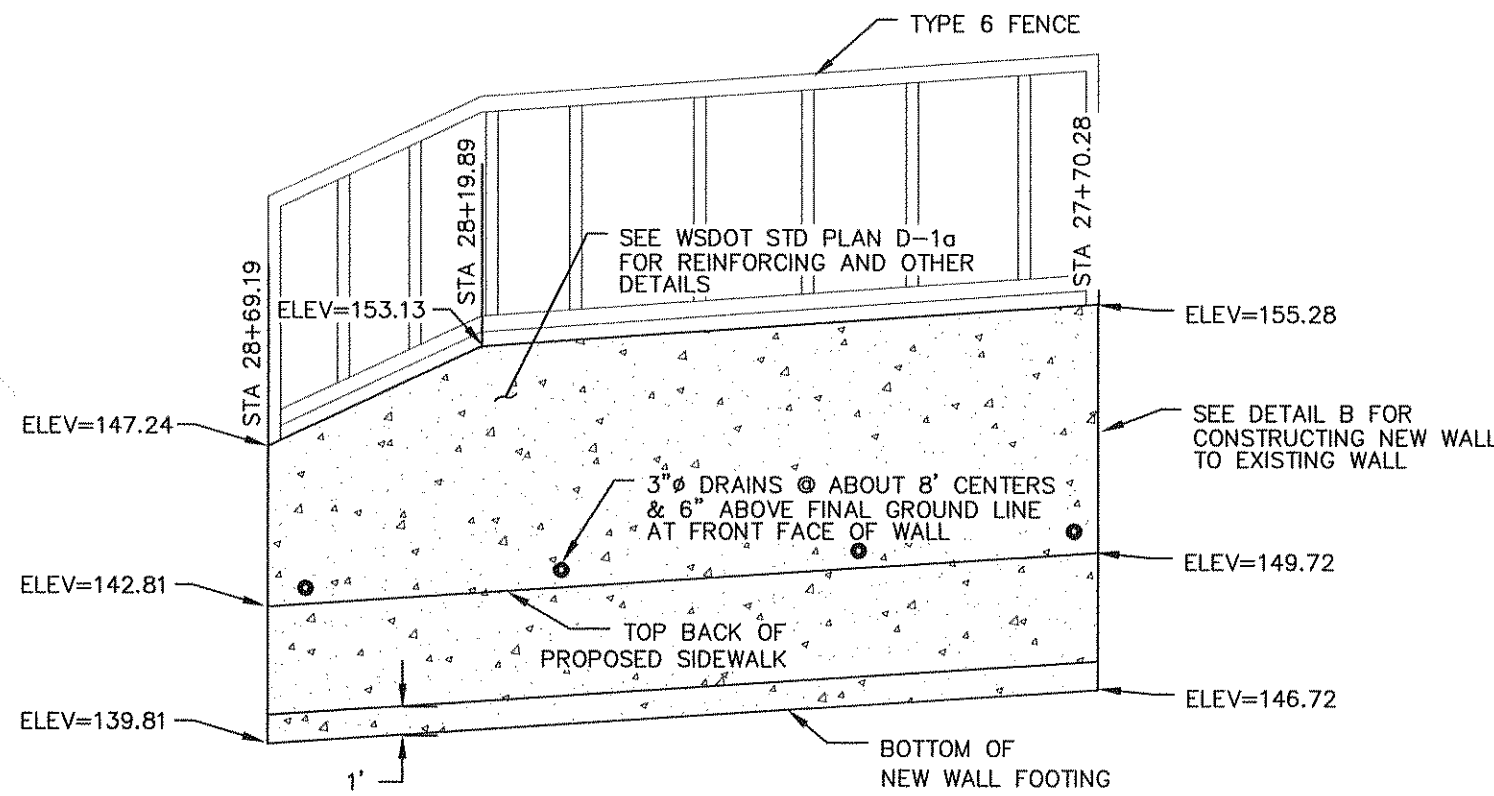 TYPE 6 FENCE
STA 28+69.19
STA 28+19.89
STA 27+70.28
SEE WSDOT STD PLAN D-1a
FOR REINFORCING AND OTHER
DETAILS
ELEV=153.13
ELEV=155.28
ELEV=147.24
SEE DETAIL B FOR
CONSTRUCTING NEW WALL
TO EXISTING WALL
3"ø DRAINS @ ABOUT 8' CENTERS
& 6" ABOVE FINAL GROUND LINE
AT FRONT FACE OF WALL
ELEV=142.81
ELEV=149.72
TOP BACK OF
PROPOSED SIDEWALK
ELEV=139.81
ELEV=146.72
1'
BOTTOM OF
NEW WALL FOOTING